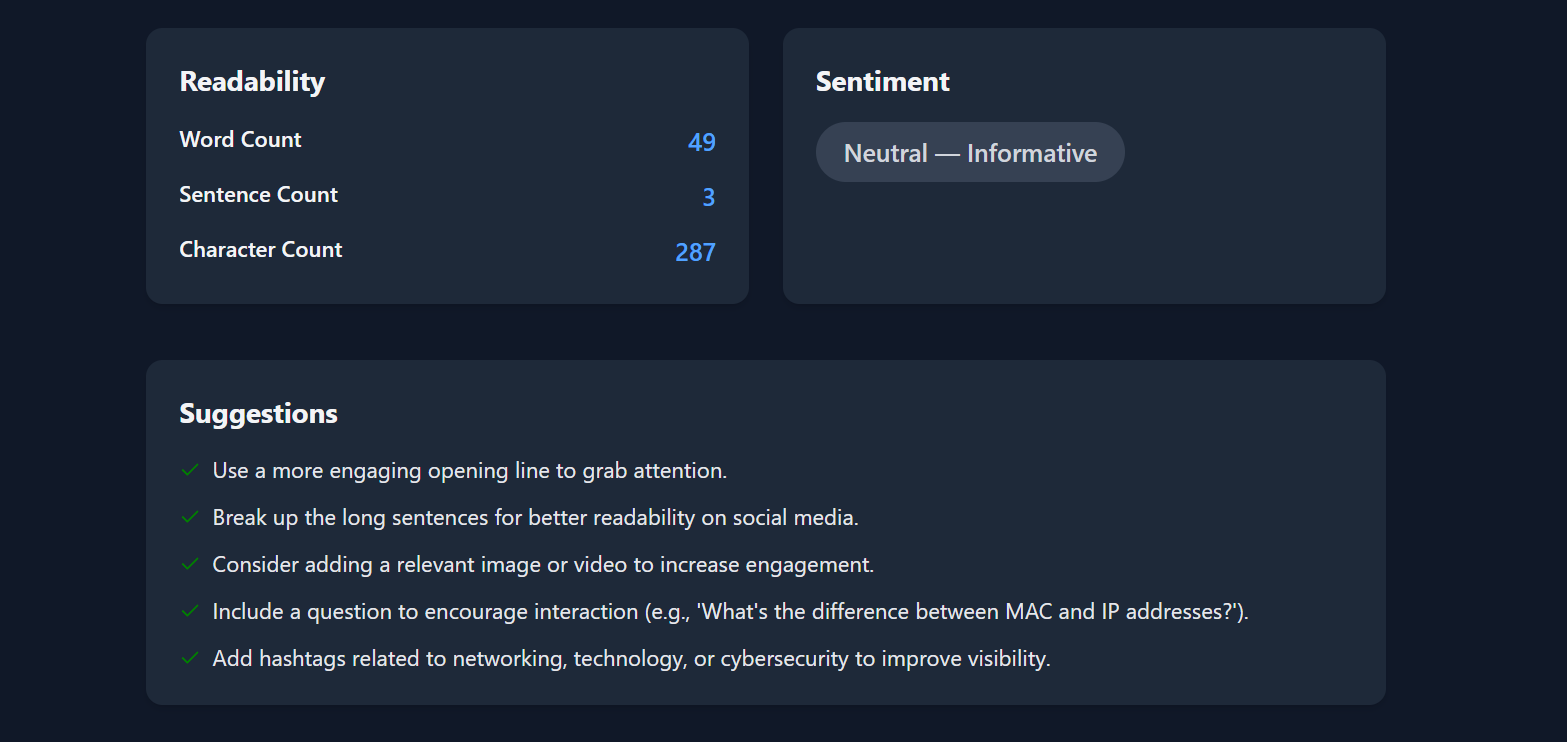 Readability
Word Count
49
Sentence Count
3
Character Count
287
Sentiment
Neutral — Informative
Suggestions
Use a more engaging opening line to grab attention.
Break up the long sentences for better readability on social media.
Consider adding a relevant image or video to increase engagement.
Include a question to encourage interaction (e.g., 'What's the difference between MAC and IP addresses?').
Add hashtags related to networking, technology, or cybersecurity to improve visibility.